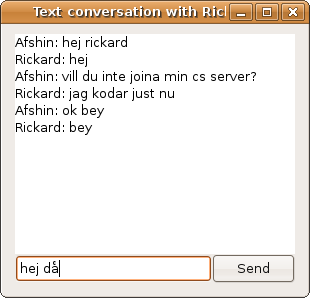 Text conversation with Rick
Afshin: hej rickard
Rickard: hej
Afshin: vill du inte joina min cs server?
Rickard: jag kodar just nu
Afshin: ok bey
Rickard: bey
hej då
Send